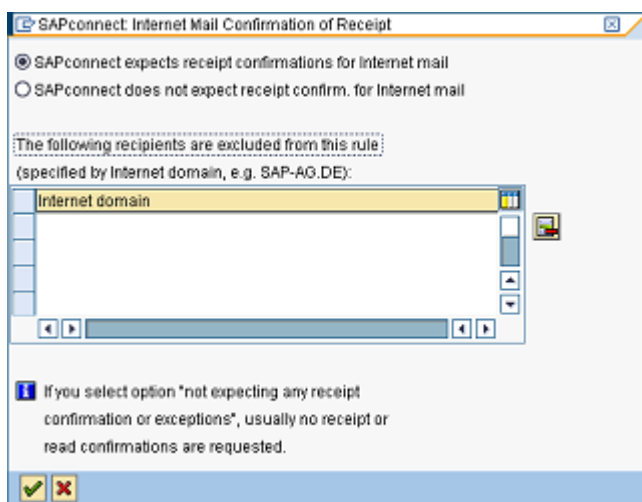 SAPconnect: Internet Mail Confirmation of Receipt
SAPconnect expects receipt confirmations for Internet mail
SAPconnect does not expect receipt confirm. for Internet mail
The following recipients are excluded from this rule
(specified by Internet domain, e.g. SAP-AG.DE):
Internet domain
If you select option "not expecting any receipt
confirmation or exceptions", usually no receipt or
read confirmations are requested.